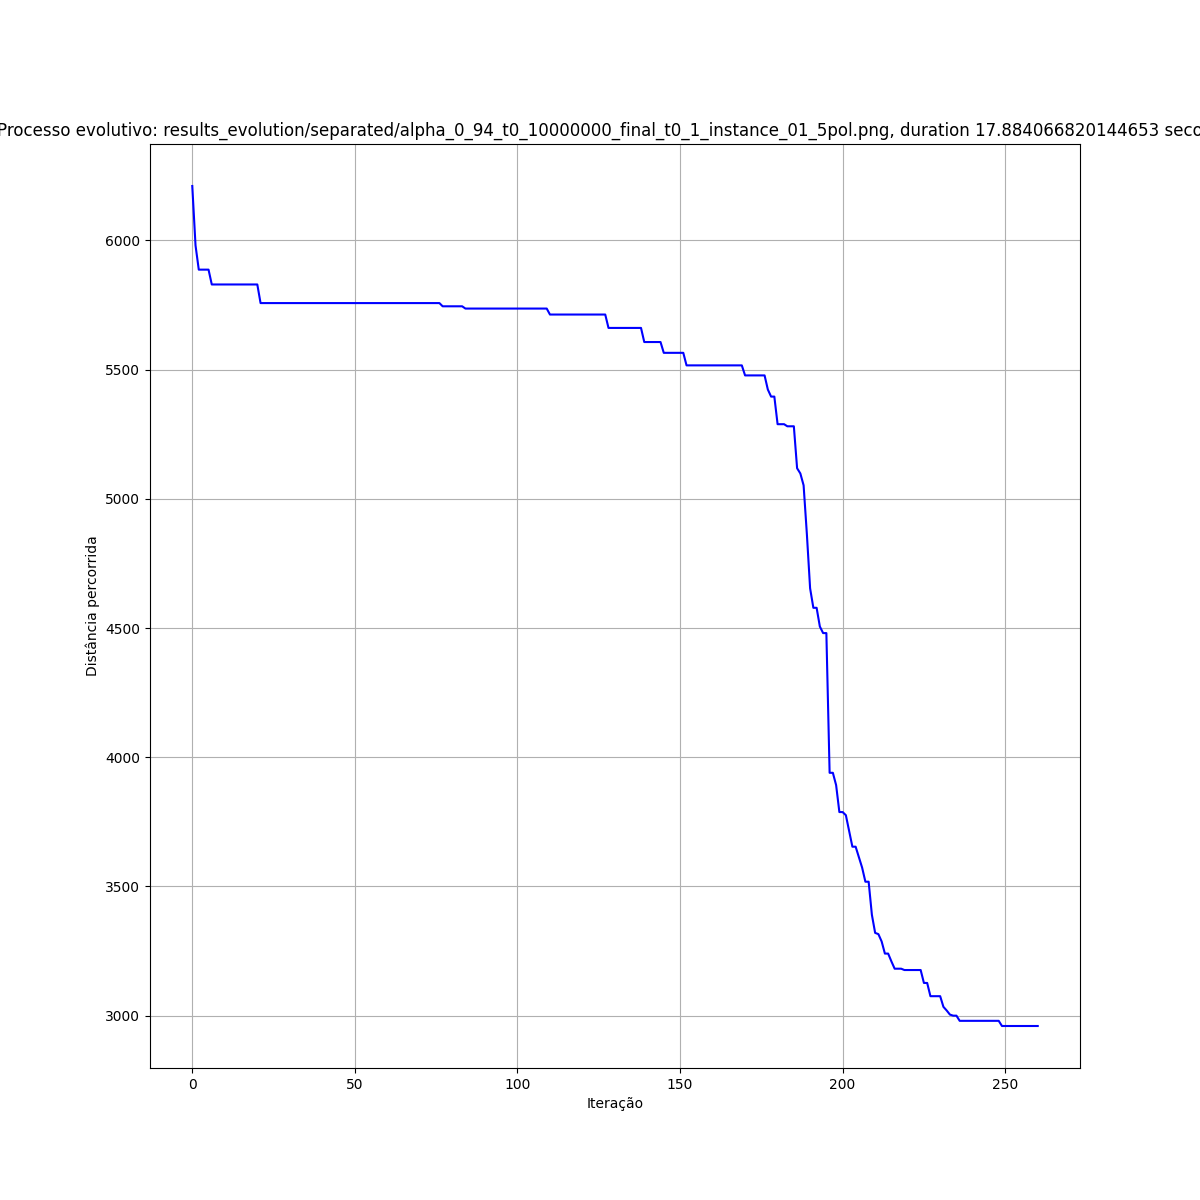 Processo evolutivo: results_evolution/separated/alpha_0_94_t0_10000000_final_t0_1_instance_01_5pol.png, duration 17.884066820144653 seco
6000
5500
5000
4500
4000
3500
3000
Distância percorrida
0 50 100 150 200 250
Iteração